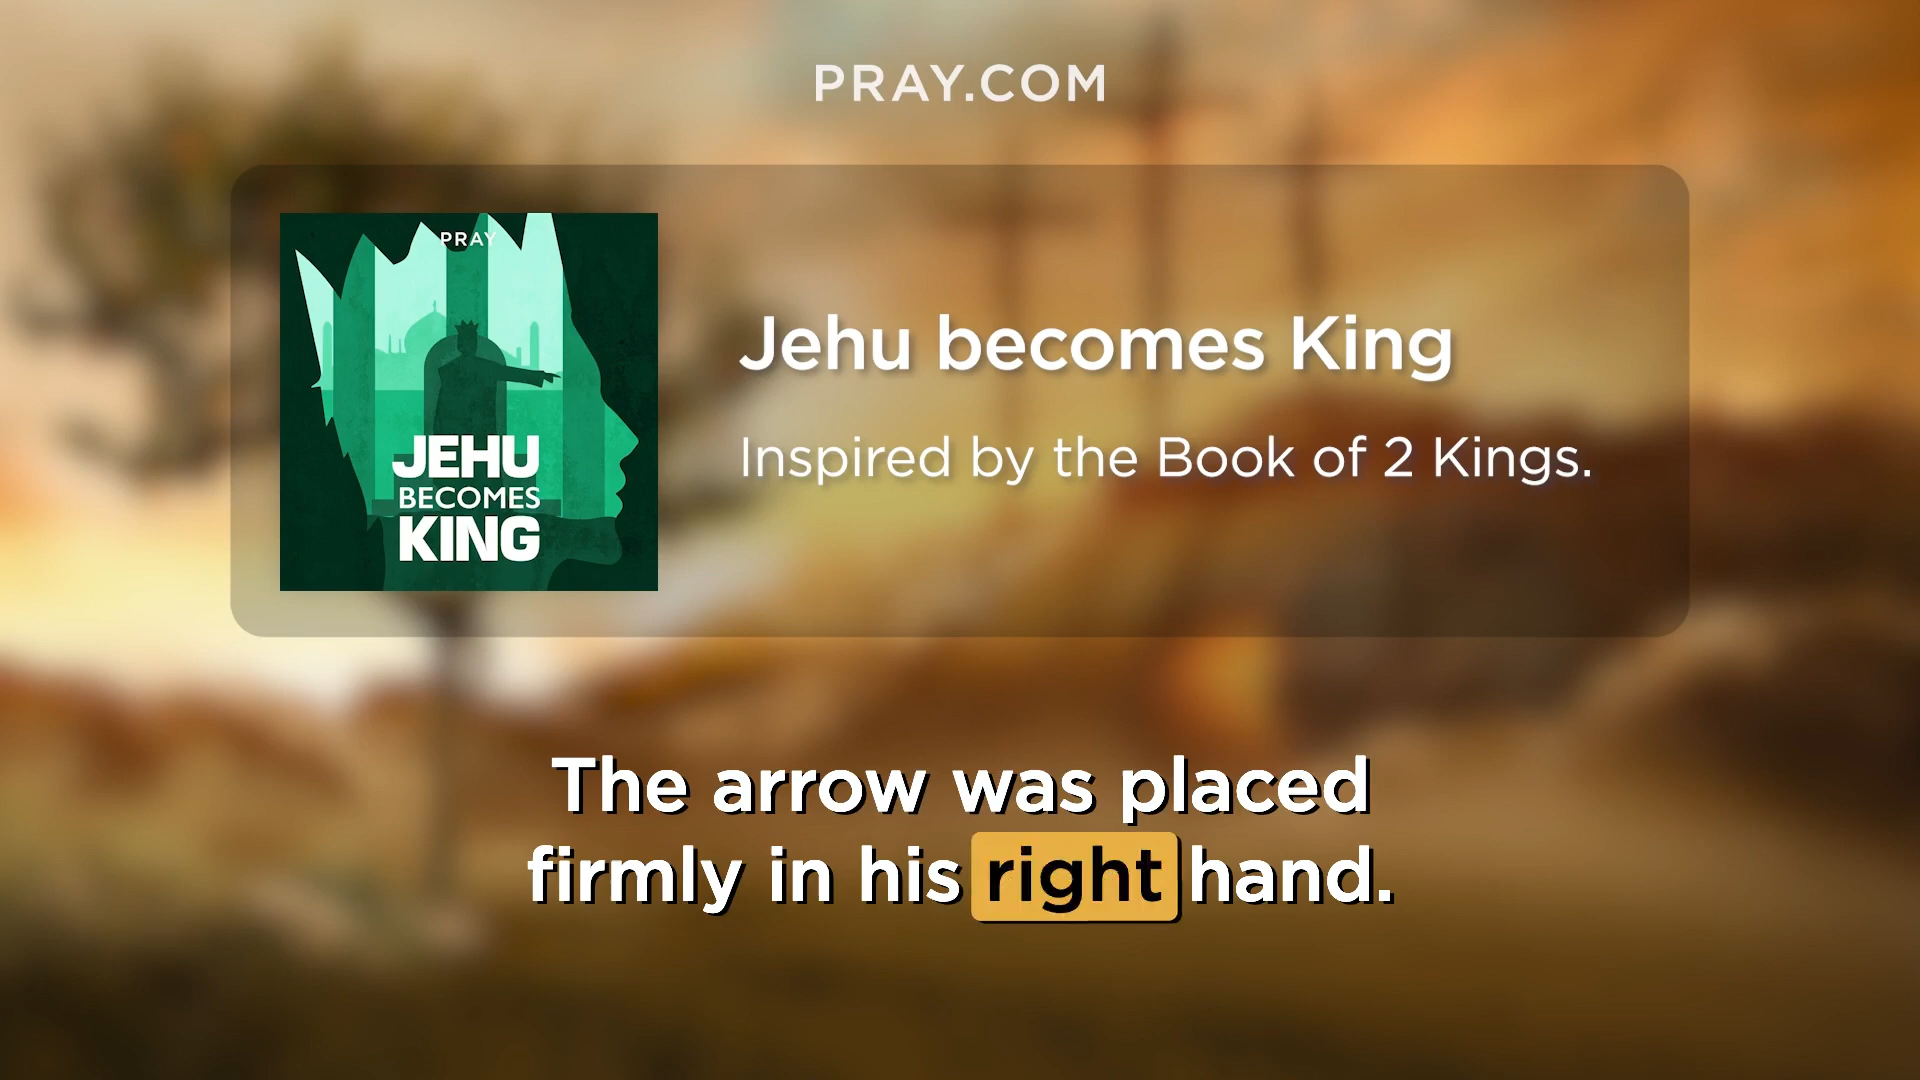 PRAY.COM
PRAY
JEHU
BECOMES
KING
Jehu becomes King
Inspired by the Book of 2 Kings.
The arrow was placed
firmly in his right hand.